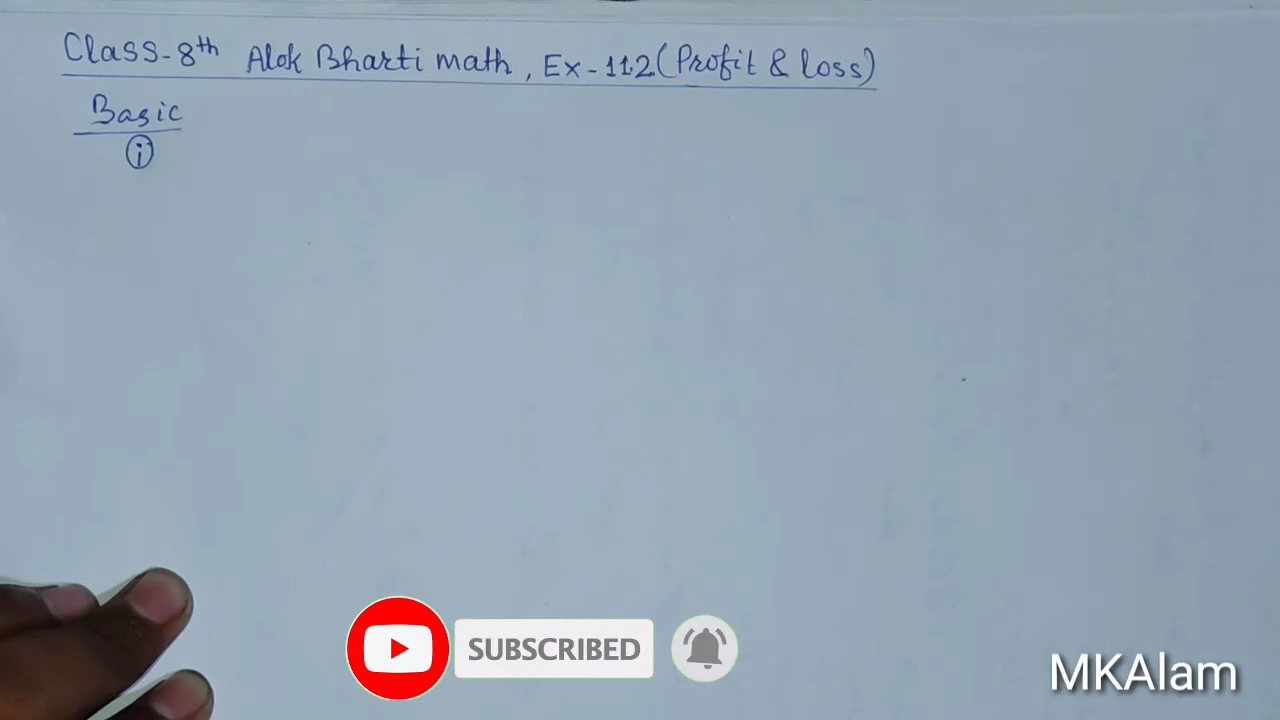 Class-8th Alok Bharti math, Ex-11.2 (Profit & Loss)
Basic
i
SUBSCRIBED
MKAlam